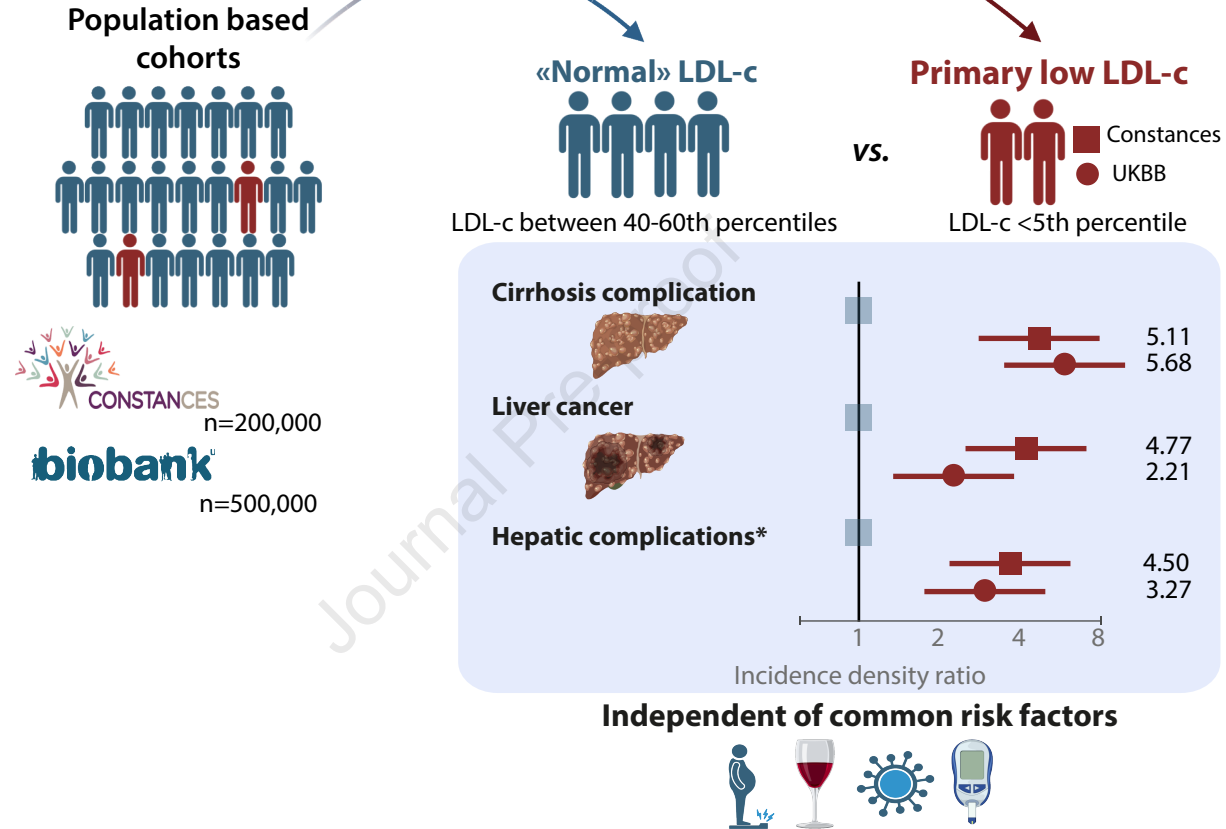 Population based
cohorts
CONSTANCES
n=200,000
biobank
n=500,000
«Normal» LDL-c
LDL-c between 40-60th percentiles
vs.
Primary low LDL-c
Constances
UKBB
LDL-c <5th percentile
Cirrhosis complication
5.11
5.68
Liver cancer
4.77
2.21
Hepatic complications*
4.50
3.27
1 2 4 8
Incidence density ratio
Independent of common risk factors
Journal Pre-proof